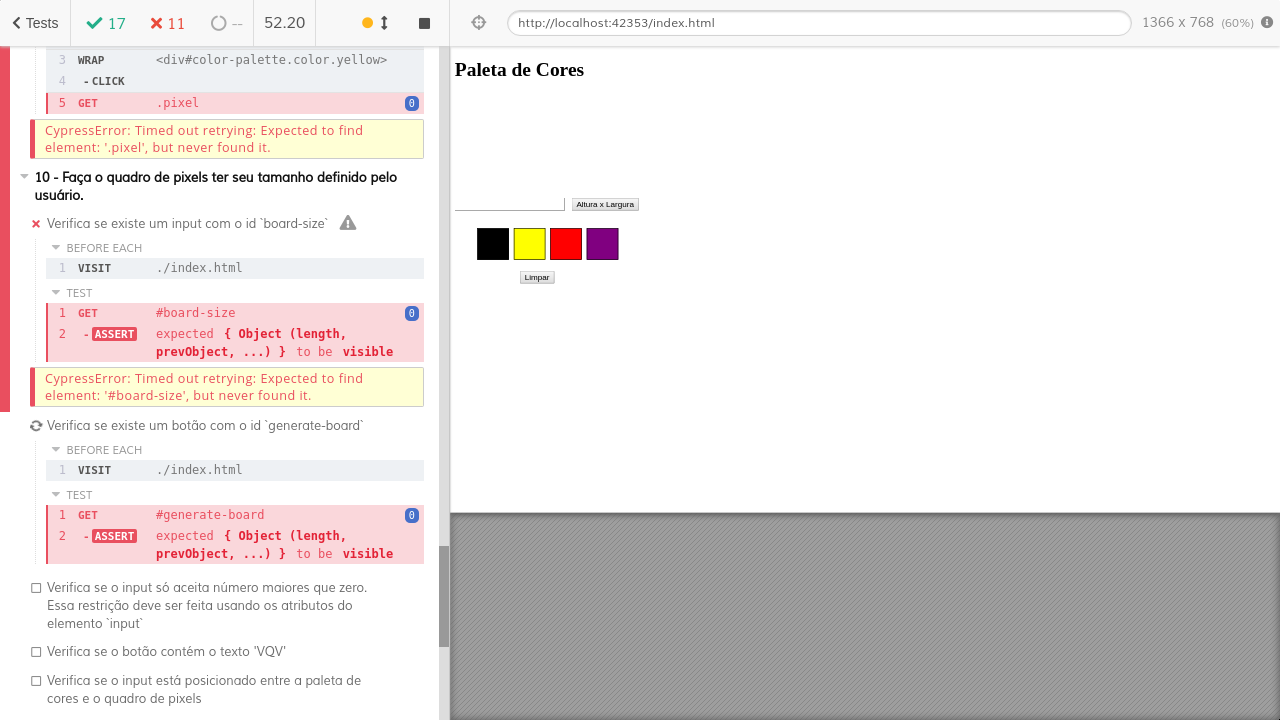 Tests 17 11 -- 52.20 http://localhost:42353/index.html 1366 x 768 (60%)
3 WRAP <div#color-palette.color.yellow>
4 -CLICK
5 GET .pixel 0
CypressError: Timed out retrying: Expected to find
element: '.pixel', but never found it.
10 - Faça o quadro de pixels ter seu tamanho definido pelo
usuário.
Verifica se existe um input com o id `board-size`
BEFORE EACH
1 VISIT ./index.html
TEST
1 GET #board-size 0
2 -ASSERT expected { Object (length,
prevObject, ...) } to be visible
CypressError: Timed out retrying: Expected to find
element: '#board-size', but never found it.
Verifica se existe um botão com o id `generate-board`
BEFORE EACH
1 VISIT ./index.html
TEST
1 GET #generate-board 0
2 -ASSERT expected { Object (length,
prevObject, ...) } to be visible
Verifica se o input só aceita número maiores que zero.
Essa restrição deve ser feita usando os atributos do
elemento `input`
Verifica se o botão contém o texto 'VQV'
Verifica se o input está posicionado entre a paleta de
cores e o quadro de pixels
Paleta de Cores
Altura x Largura
Limpar